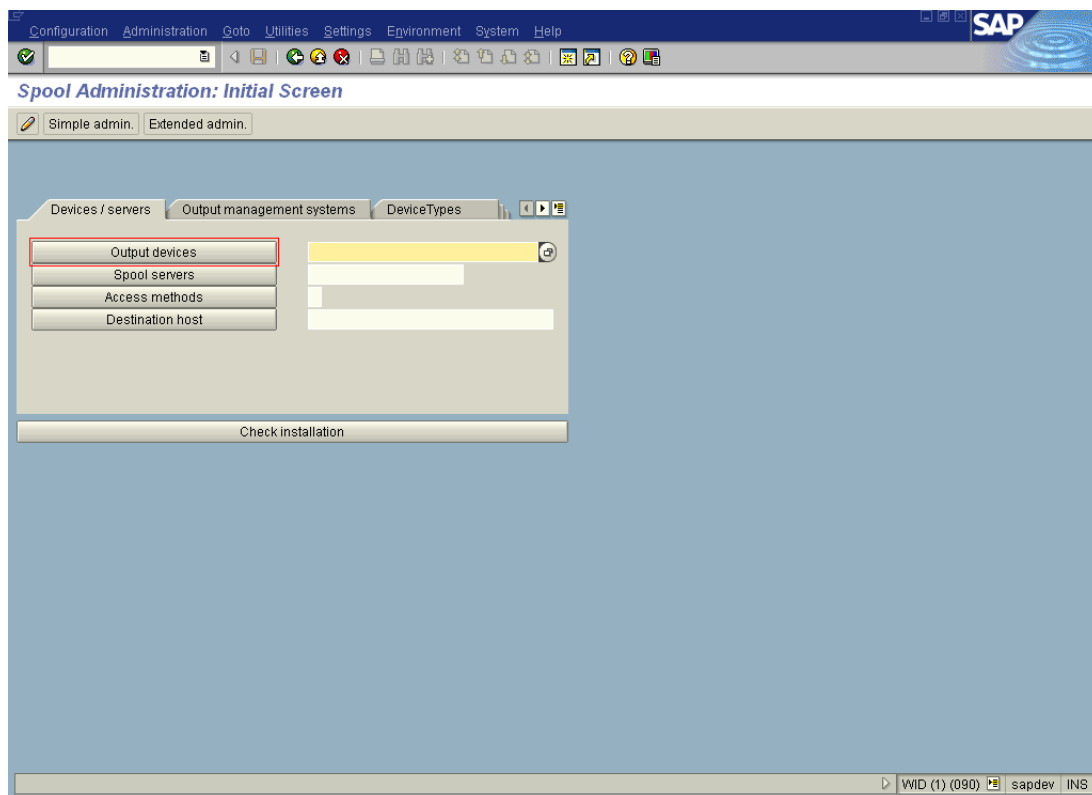 Configuration Administration Goto Utilities Settings Environment System Help
SAP
Spool Administration: Initial Screen
Simple admin. Extended admin.
Devices / servers Output management systems DeviceTypes
Output devices
Spool servers
Access methods
Destination host
Check installation
WID (1) (090) sapdev INS